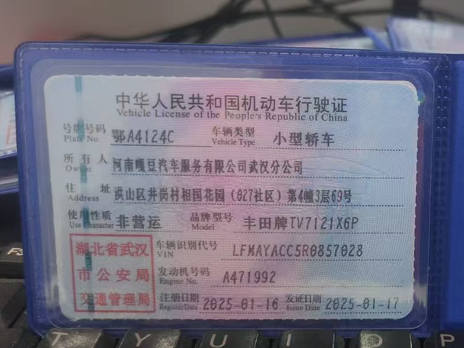 中华人民共和国机动车行驶证
Vehicle License of the People's Republic of China
号牌号码 鄂A4124C 车辆类型 小型轿车
Plate No. Vehicle Type
所有人 河南嘎豆汽车服务有限公司武汉分公司
Owner
住址 洪山区井岗村相国花园(027社区)第4幢3层69号
Address
使用性质 非营运 品牌型号 丰田牌TV7121X6P
Use Character Model
湖北省武汉 车辆识别代号 LFMAYACC5R0857028
VIN
市公安局 发动机号码 A471992
Engine No.
交通管理局 注册日期 2025-01-16 发证日期 2025-01-17
Register Date Issue Date
T Y U I O P